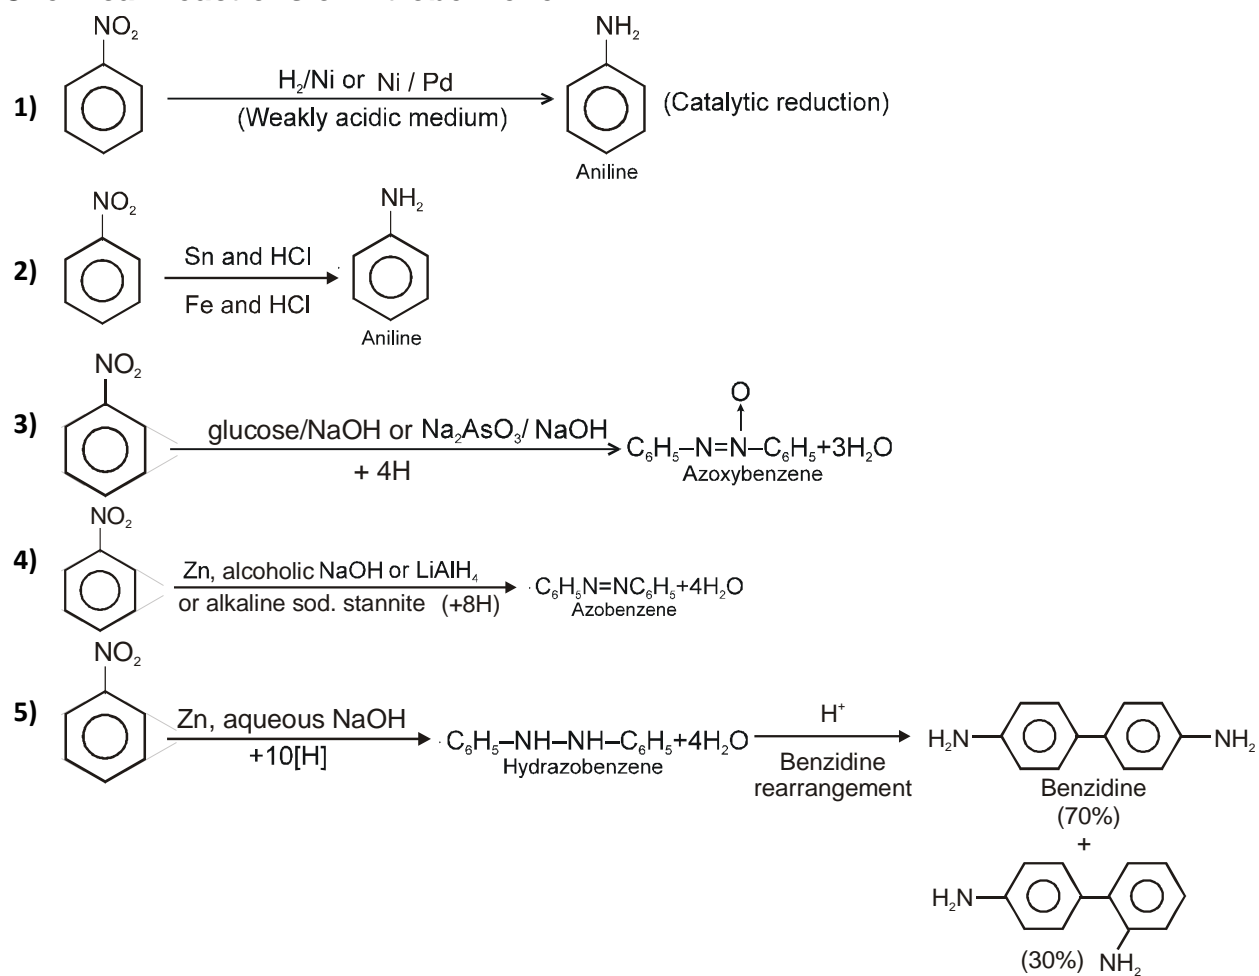 NO₂
NH₂
1)
H₂/Ni or Ni / Pd
(Weakly acidic medium)
(Catalytic reduction)
Aniline
NO₂
NH₂
2)
Sn and HCl
Fe and HCl
Aniline
NO₂
O
3)
glucose/NaOH or Na₂AsO₃/ NaOH
+ 4H
C₆H₅–N=N–C₆H₅+3H₂O
Azoxybenzene
NO₂
4)
Zn, alcoholic NaOH or LiAlH₄
or alkaline sod. stannite (+8H)
C₆H₅N=NC₆H₅+4H₂O
Azobenzene
NO₂
5)
Zn, aqueous NaOH
+10[H]
C₆H₅–NH–NH–C₆H₅+4H₂O
Hydrazobenzene
H⁺
Benzidine
rearrangement
H₂N
NH₂
Benzidine
(70%)
+
H₂N
(30%)
NH₂